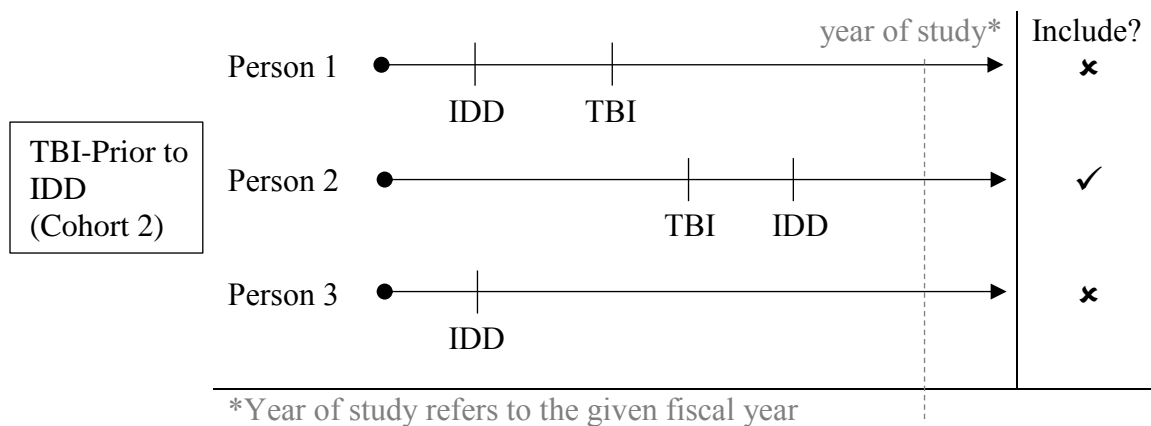 year of study* Include?
Person 1 ✘
IDD TBI
TBI-Prior to
IDD
(Cohort 2)
Person 2 ✓
TBI IDD
Person 3 ✘
IDD
*Year of study refers to the given fiscal year